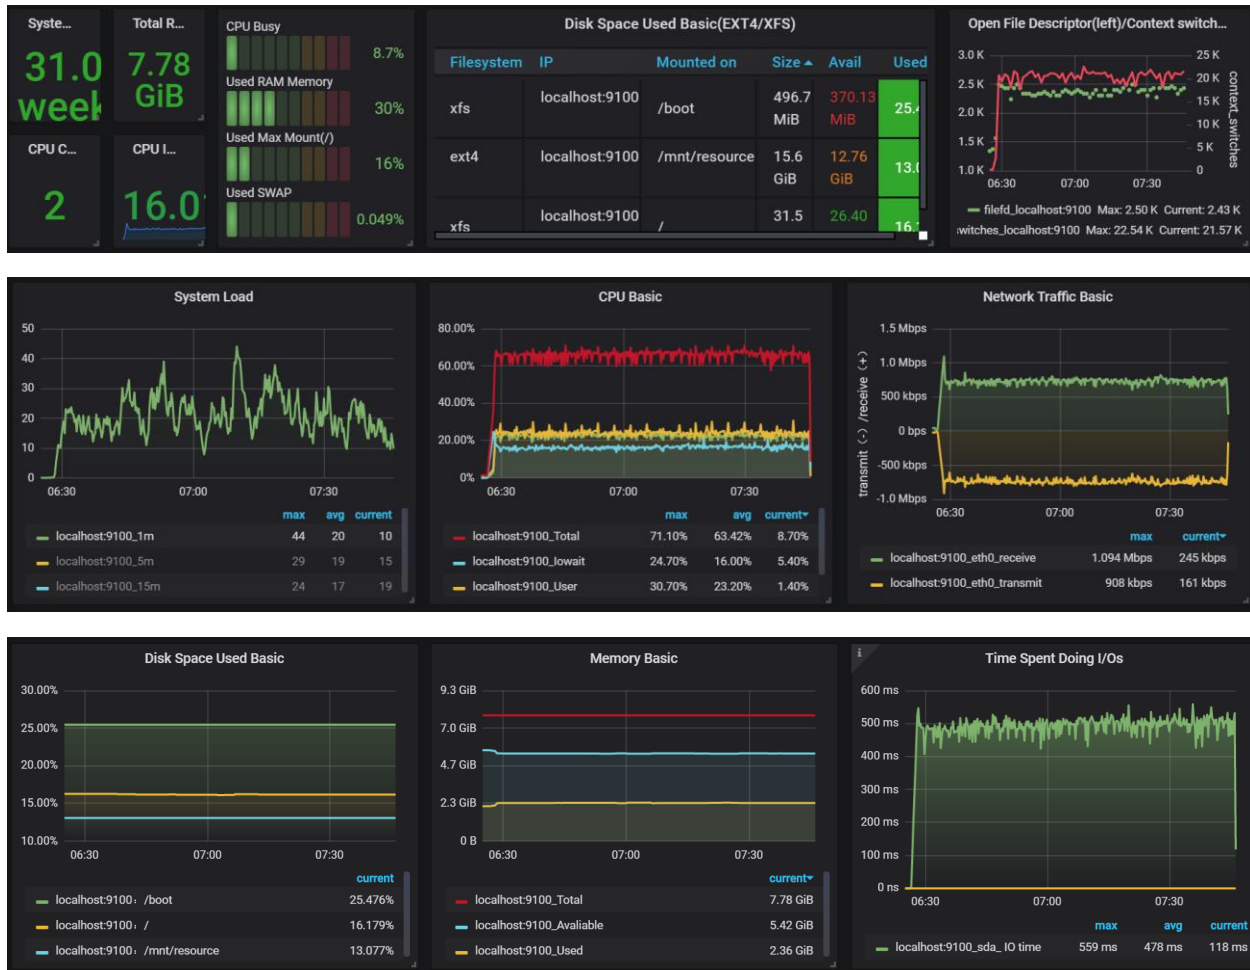 Syste...
Total R...
31.0
week
7.78
GiB
CPU C...
CPU I...
2
16.0
CPU Busy
8.7%
Used RAM Memory
30%
Used Max Mount(/)
16%
Used SWAP
0.049%
Disk Space Used Basic(EXT4/XFS)
Filesystem IP Mounted on Size Avail Used
xfs localhost:9100 /boot 496.7 MiB 370.13 MiB 25.4
ext4 localhost:9100 /mnt/resource 15.6 GiB 12.76 GiB 13.0
xfs localhost:9100 / 31.5 26.40 16.
Open File Descriptor(left)/Context switch...
3.0 K
2.5 K
2.0 K
1.5 K
1.0 K
25 K
20 K
15 K
10 K
5 K
0
context_switches
06:30 07:00 07:30
filefd_localhost:9100 Max: 2.50 K Current: 2.43 K
witches_localhost:9100 Max: 22.54 K Current: 21.57 K
System Load
50
40
30
20
10
0
06:30 07:00 07:30
max avg current
localhost:9100_1m 44 20 10
localhost:9100_5m 29 19 15
localhost:9100_15m 24 17 19
CPU Basic
80.00%
60.00%
40.00%
20.00%
0%
06:30 07:00 07:30
max avg current
localhost:9100_Total 71.10% 63.42% 8.70%
localhost:9100_Iowait 24.70% 16.00% 5.40%
localhost:9100_User 30.70% 23.20% 1.40%
Network Traffic Basic
transmit (-) /receive (+)
1.5 Mbps
1.0 Mbps
500 kbps
0 bps
-500 kbps
-1.0 Mbps
06:30 07:00 07:30
max current
localhost:9100_eth0_receive 1.094 Mbps 245 kbps
localhost:9100_eth0_transmit 908 kbps 161 kbps
Disk Space Used Basic
30.00%
25.00%
20.00%
15.00%
10.00%
06:30 07:00 07:30
current
localhost:9100：/boot 25.476%
localhost:9100：/ 16.179%
localhost:9100：/mnt/resource 13.077%
Memory Basic
9.3 GiB
7.0 GiB
4.7 GiB
2.3 GiB
0 B
06:30 07:00 07:30
current
localhost:9100_Total 7.78 GiB
localhost:9100_Avaliable 5.42 GiB
localhost:9100_Used 2.36 GiB
i
Time Spent Doing I/Os
600 ms
500 ms
400 ms
300 ms
200 ms
100 ms
0 ns
06:30 07:00 07:30
max avg current
localhost:9100_sda_ IO time 559 ms 478 ms 118 ms